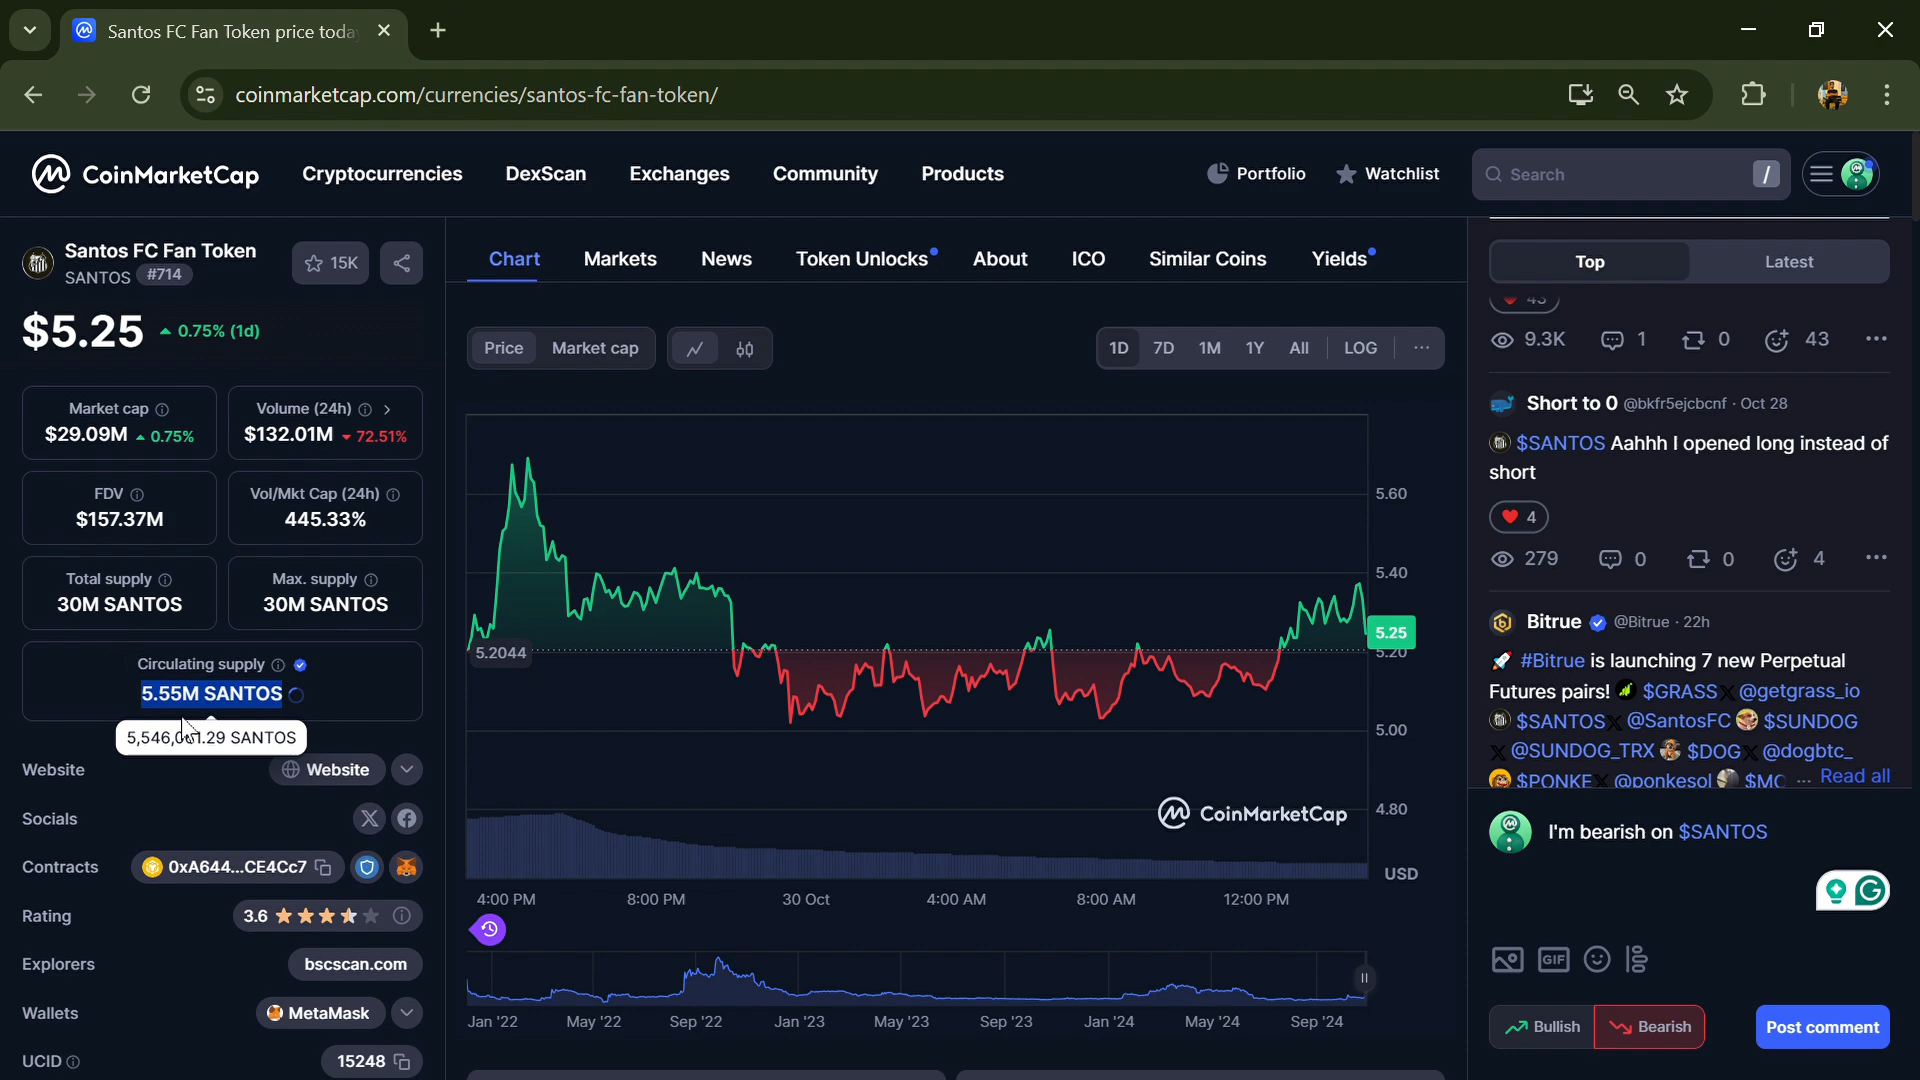 Santos FC Fan Token price toda
coinmarketcap.com/currencies/santos-fc-fan-token/
CoinMarketCap
Cryptocurrencies DexScan Exchanges Community Products
Portfolio Watchlist Search /
Santos FC Fan Token
SANTOS #714
15K
$5.25 0.75% (1d)
Market cap
$29.09M 0.75%
Volume (24h)
$132.01M 72.51%
FDV
$157.37M
Vol/Mkt Cap (24h)
445.33%
Total supply
30M SANTOS
Max. supply
30M SANTOS
Circulating supply
5.55M SANTOS
Website Website
Socials
Contracts 0xA644...CE4Cc7
Rating 3.6
Explorers bscscan.com
Wallets MetaMask
UCID 15248
Chart Markets News Token Unlocks About ICO Similar Coins Yields
Price Market cap
1D 7D 1M 1Y All LOG ...
5.60
5.40
5.25
5.20
5.2044
5.00
4.80
CoinMarketCap
USD
4:00 PM 8:00 PM 30 Oct 4:00 AM 8:00 AM 12:00 PM
Jan '22 May '22 Sep '22 Jan '23 May '23 Sep '23 Jan '24 May '24 Sep '24
Top Latest
43
9.3K 1 0 43
Short to 0 @bkfr5ejcbcnf · Oct 28
$SANTOS Aahhh I opened long instead of
short
4
279 0 0 4
Bitrue @Bitrue · 22h
#Bitrue is launching 7 new Perpetual
Futures pairs! $GRASS @getgrass_io
$SANTOS @SantosFC $SUNDOG
@SUNDOG_TRX $DOG @dogbtc_
$PONKE @ponkesol $MC ... Read all
I'm bearish on $SANTOS
GIF
Bullish Bearish Post comment